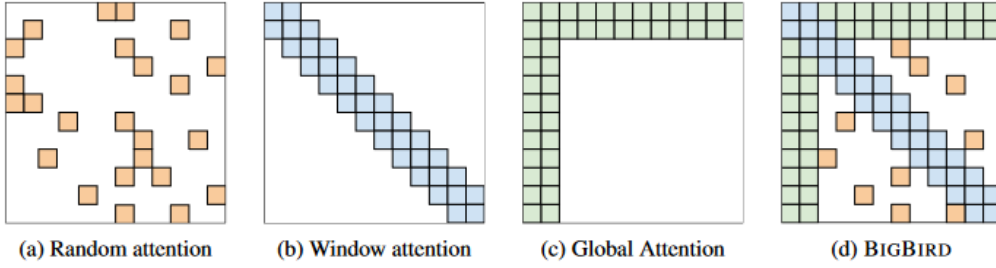 (a) Random attention
(b) Window attention
(c) Global Attention
(d) BIGBIRD